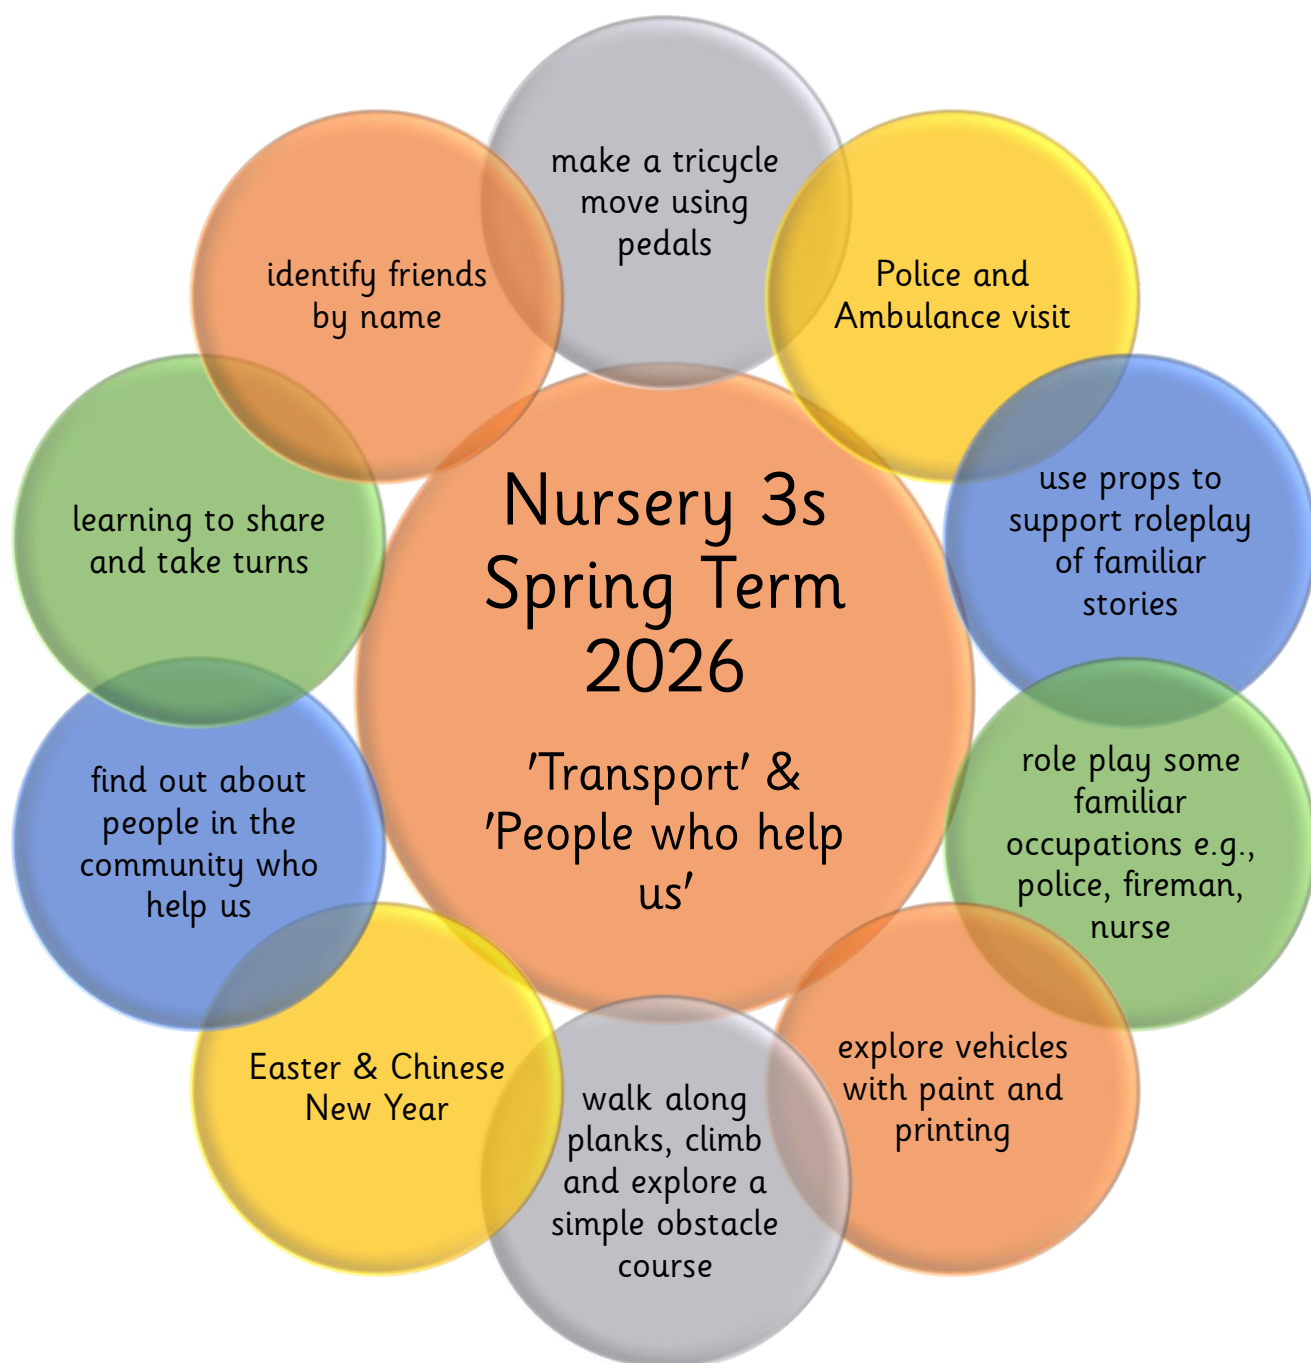 make a tricycle
move using
pedals
Police and
Ambulance visit
use props to
support roleplay
of familiar
stories
role play some
familiar
occupations e.g.,
police, fireman,
nurse
explore vehicles
with paint and
printing
walk along
planks, climb
and explore a
simple obstacle
course
Easter & Chinese
New Year
find out about
people in the
community who
help us
learning to share
and take turns
identify friends
by name
Nursery 3s
Spring Term
2026
'Transport' &
'People who help
us'